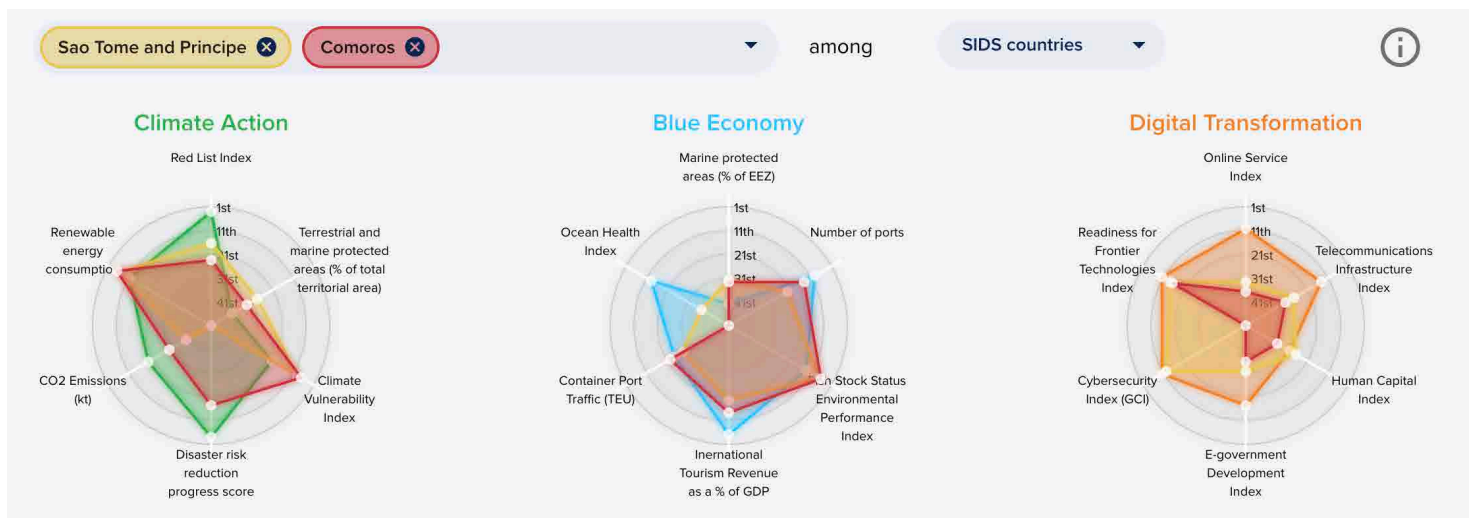 Sao Tome and Principe
Comoros
among
SIDS countries
Climate Action
Red List Index
1st
11th
31st
41st
Terrestrial and
marine protected
areas (% of total
territorial area)
Climate
Vulnerability
Index
Disaster risk
reduction
progress score
CO2 Emissions
(kt)
Renewable
energy
consumptio
Blue Economy
Marine protected
areas (% of EEZ)
1st
11th
21st
31st
41st
Number of ports
Stock Status
Environmental
Performance
Index
Inernational
Tourism Revenue
as a % of GDP
Container Port
Traffic (TEU)
Ocean Health
Index
Digital Transformation
Online Service
Index
1st
11th
21st
31st
41st
Telecommunications
Infrastructure
Index
Human Capital
Index
E-government
Development
Index
Cybersecurity
Index (GCI)
Readiness for
Frontier
Technologies
Index